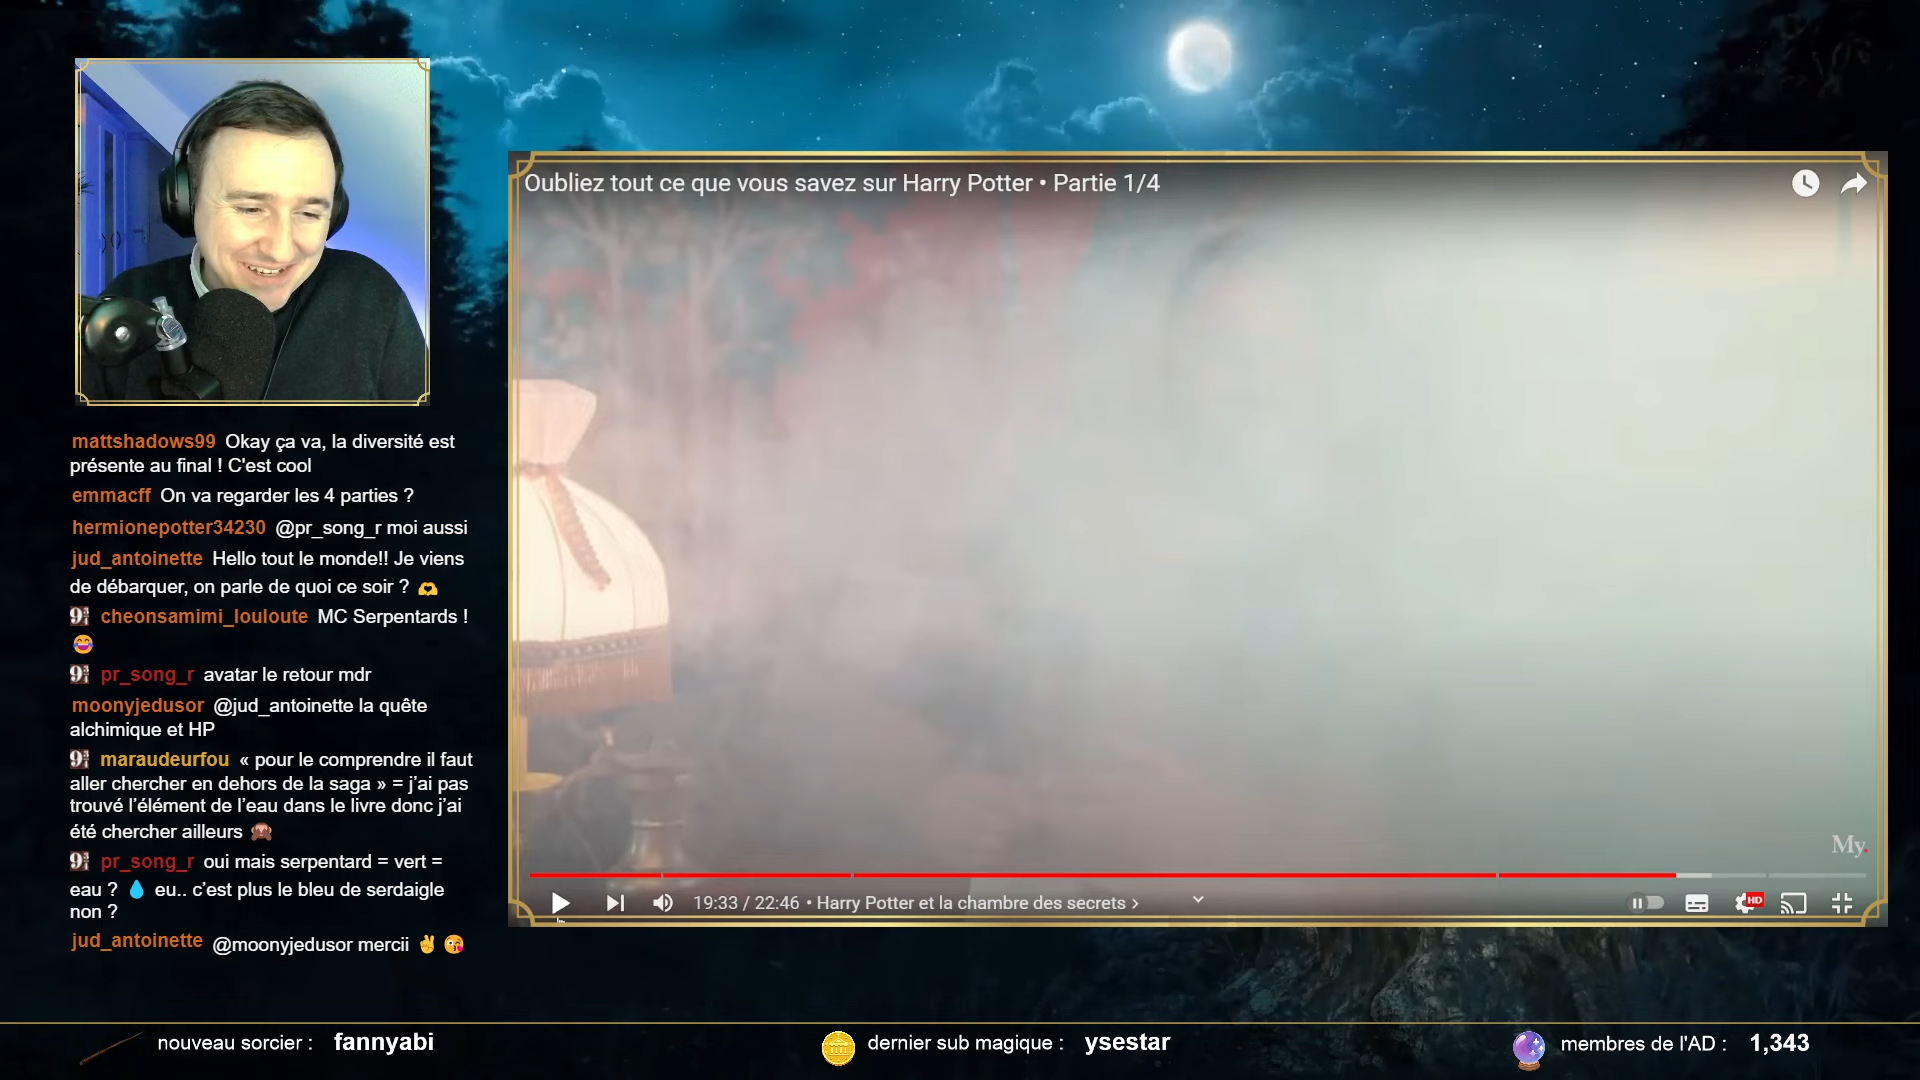 Oubliez tout ce que vous savez sur Harry Potter • Partie 1/4
mattshadows99 Okay ça va, la diversité est
présente au final ! C'est cool
emmacff On va regarder les 4 parties ?
hermionepotter34230 @pr_song_r moi aussi
jud_antoinette Hello tout le monde!! Je viens
de débarquer, on parle de quoi ce soir ? 🫶
cheonsamimi_louloute MC Serpentards !
😂
pr_song_r avatar le retour mdr
moonyjedusor @jud_antoinette la quête
alchimique et HP
maraudeurfou « pour le comprendre il faut
aller chercher en dehors de la saga » = j’ai pas
trouvé l’élément de l’eau dans le livre donc j’ai
été chercher ailleurs 🙈
pr_song_r oui mais serpentard = vert =
eau ? 💧 eu.. c’est plus le bleu de serdaigle
non ?
jud_antoinette @moonyjedusor mercii ✌️ 😘
My.
19:33 / 22:46 • Harry Potter et la chambre des secrets ›
HD
nouveau sorcier : fannyabi
dernier sub magique : ysestar
membres de l'AD : 1,343